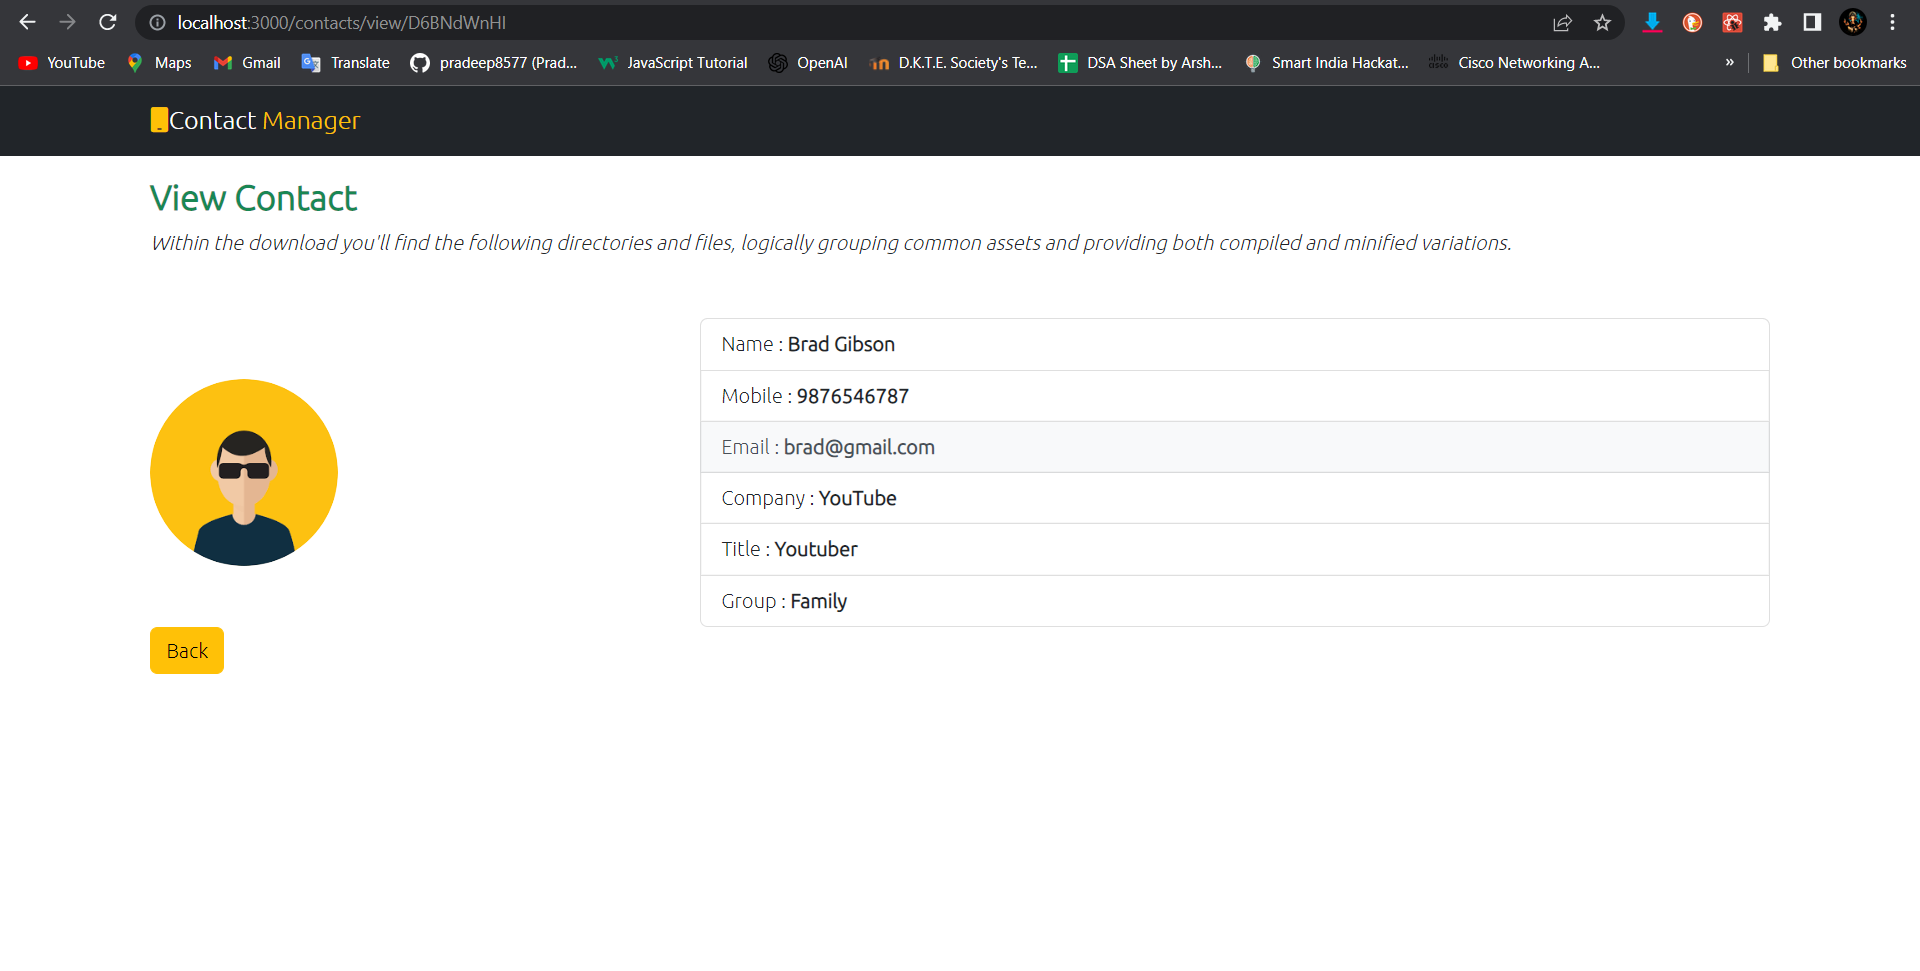 localhost:3000/contacts/view/D6BNdWnHI
YouTube Maps Gmail Translate pradeep8577 (Prad... JavaScript Tutorial OpenAI D.K.T.E. Society's Te... DSA Sheet by Arsh... Smart India Hackat... Cisco Networking A... » Other bookmarks
Contact Manager
View Contact
Within the download you'll find the following directories and files, logically grouping common assets and providing both compiled and minified variations.
Name : Brad Gibson
Mobile : 9876546787
Email : brad@gmail.com
Company : YouTube
Title : Youtuber
Group : Family
Back